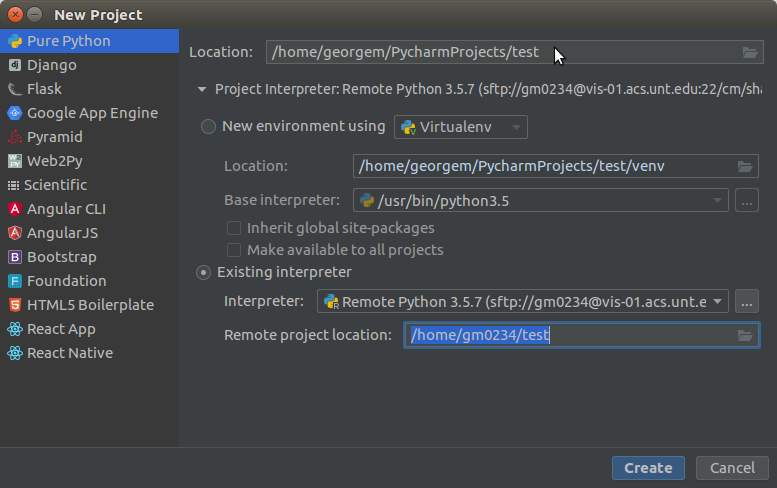 New Project
Pure Python
Django
Flask
Google App Engine
Pyramid
Web2Py
Scientific
Angular CLI
AngularJS
Bootstrap
Foundation
HTML5 Boilerplate
React App
React Native
Location: /home/georgem/PycharmProjects/test
Project Interpreter: Remote Python 3.5.7 (sftp://gm0234@vis-01.acs.unt.edu:22/cm/sha
New environment using Virtualenv
Location: /home/georgem/PycharmProjects/test/venv
Base interpreter: /usr/bin/python3.5 ...
Inherit global site-packages
Make available to all projects
Existing interpreter
Interpreter: Remote Python 3.5.7 (sftp://gm0234@vis-01.acs.unt.e ...
Remote project location: /home/gm0234/test
Create Cancel